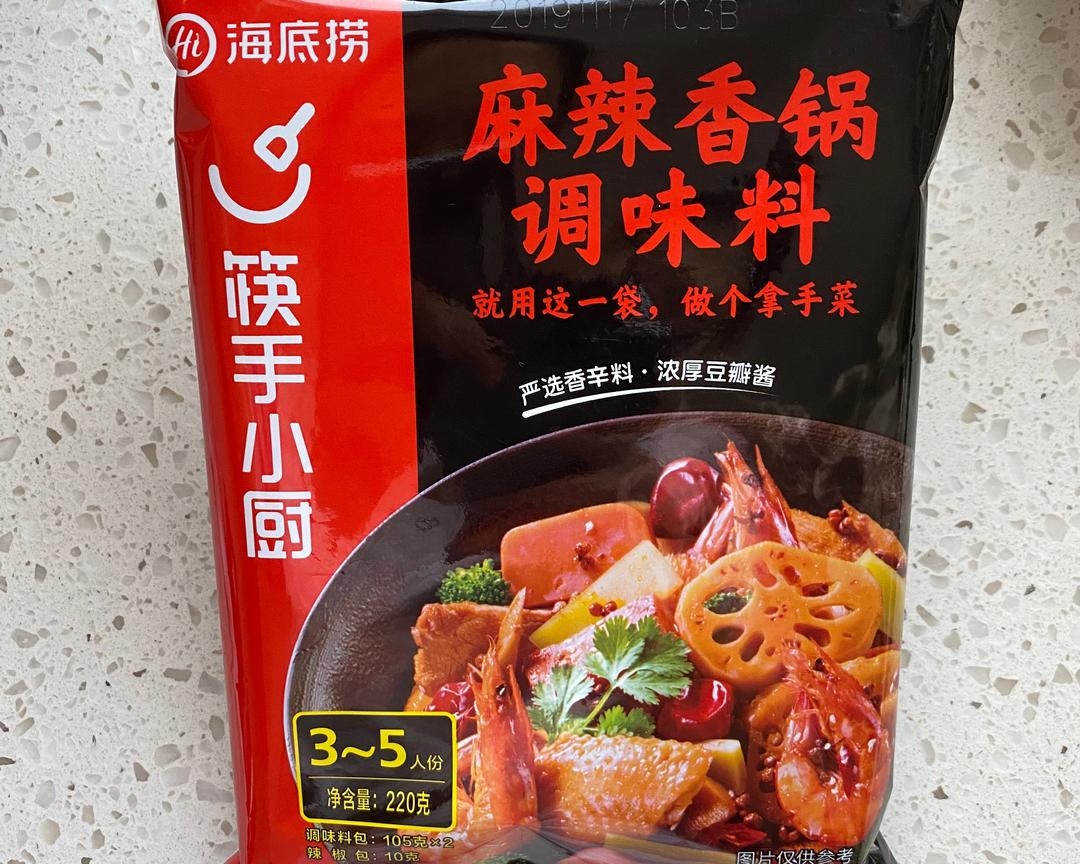 20191117 103B
Hi 海底捞
筷手小厨
麻辣香锅
调味料
就用这一袋，做个拿手菜
严选香辛料·浓厚豆瓣酱
3~5人份
净含量：220克
调味料包：105克×2
辣椒包：10克
图片仅供参考